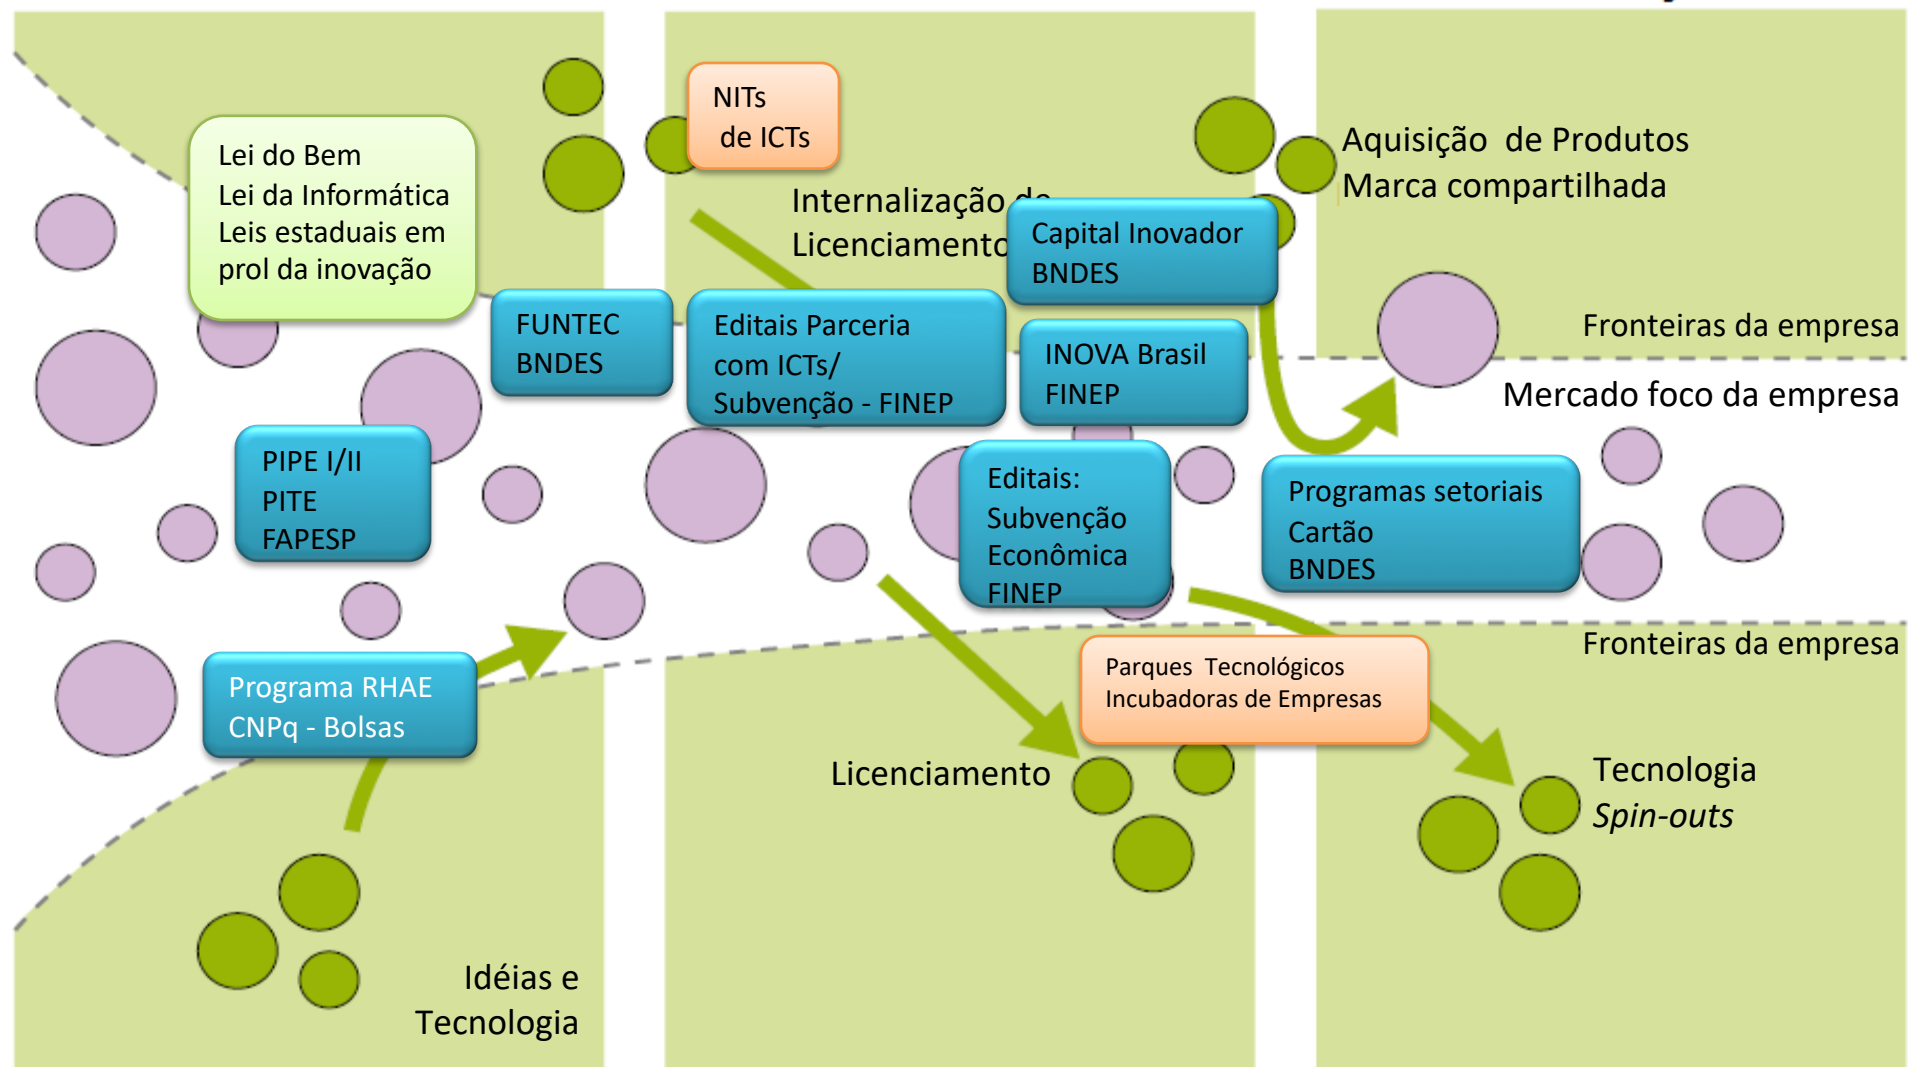 NITs
de ICTs
Lei do Bem
Lei da Informática
Leis estaduais em
prol da inovação
Aquisição de Produtos
Marca compartilhada
Internalização de
Licenciamento
Capital Inovador
BNDES
FUNTEC
BNDES
Editais Parceria
com ICTs/
Subvenção - FINEP
INOVA Brasil
FINEP
Fronteiras da empresa
Mercado foco da empresa
PIPE I/II
PITE
FAPESP
Editais:
Subvenção
Econômica
FINEP
Programas setoriais
Cartão
BNDES
Fronteiras da empresa
Programa RHAE
CNPq - Bolsas
Parques Tecnológicos
Incubadoras de Empresas
Licenciamento
Tecnologia
Spin-outs
Idéias e
Tecnologia